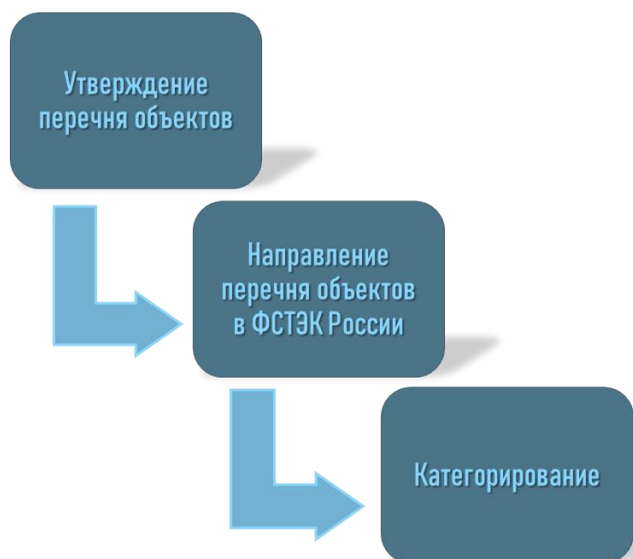 Утверждение
перечня объектов
Направление
перечня объектов
в ФСТЭК России
Категорирование